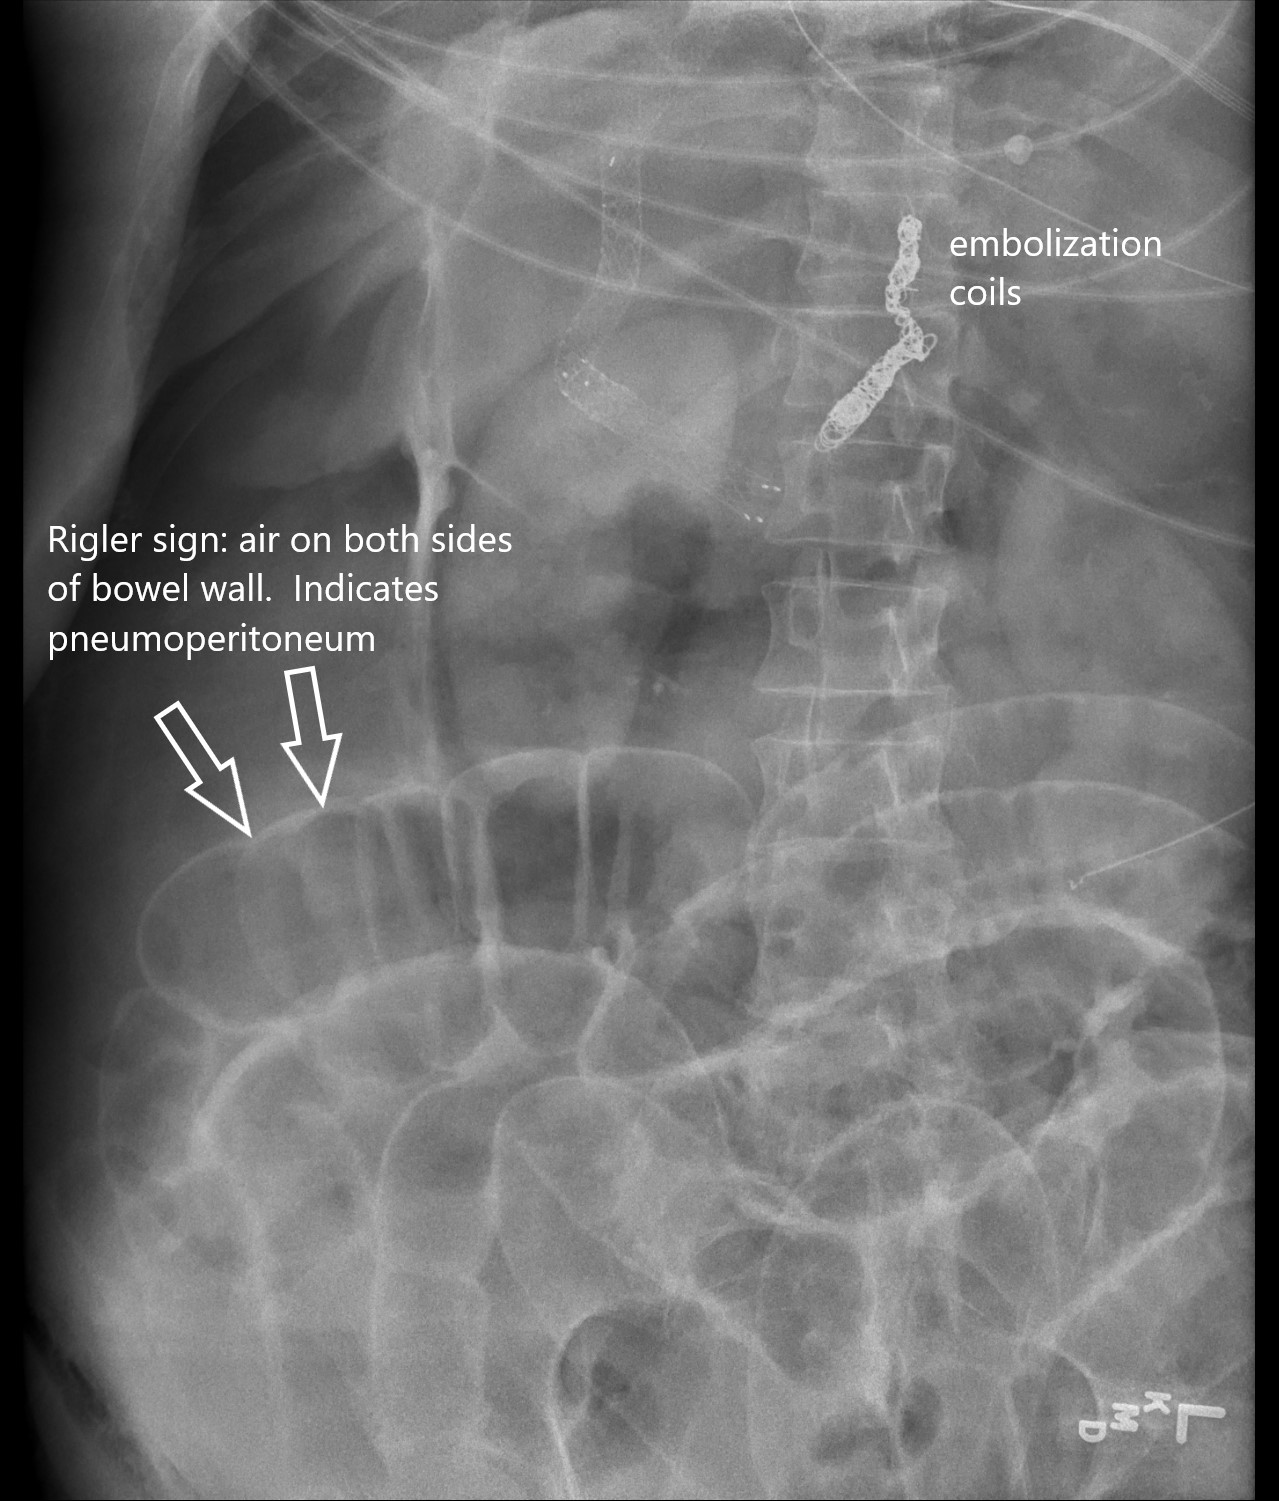 embolization
coils
Rigler sign: air on both sides
of bowel wall.  Indicates
pneumoperitoneum
L
K
M
D